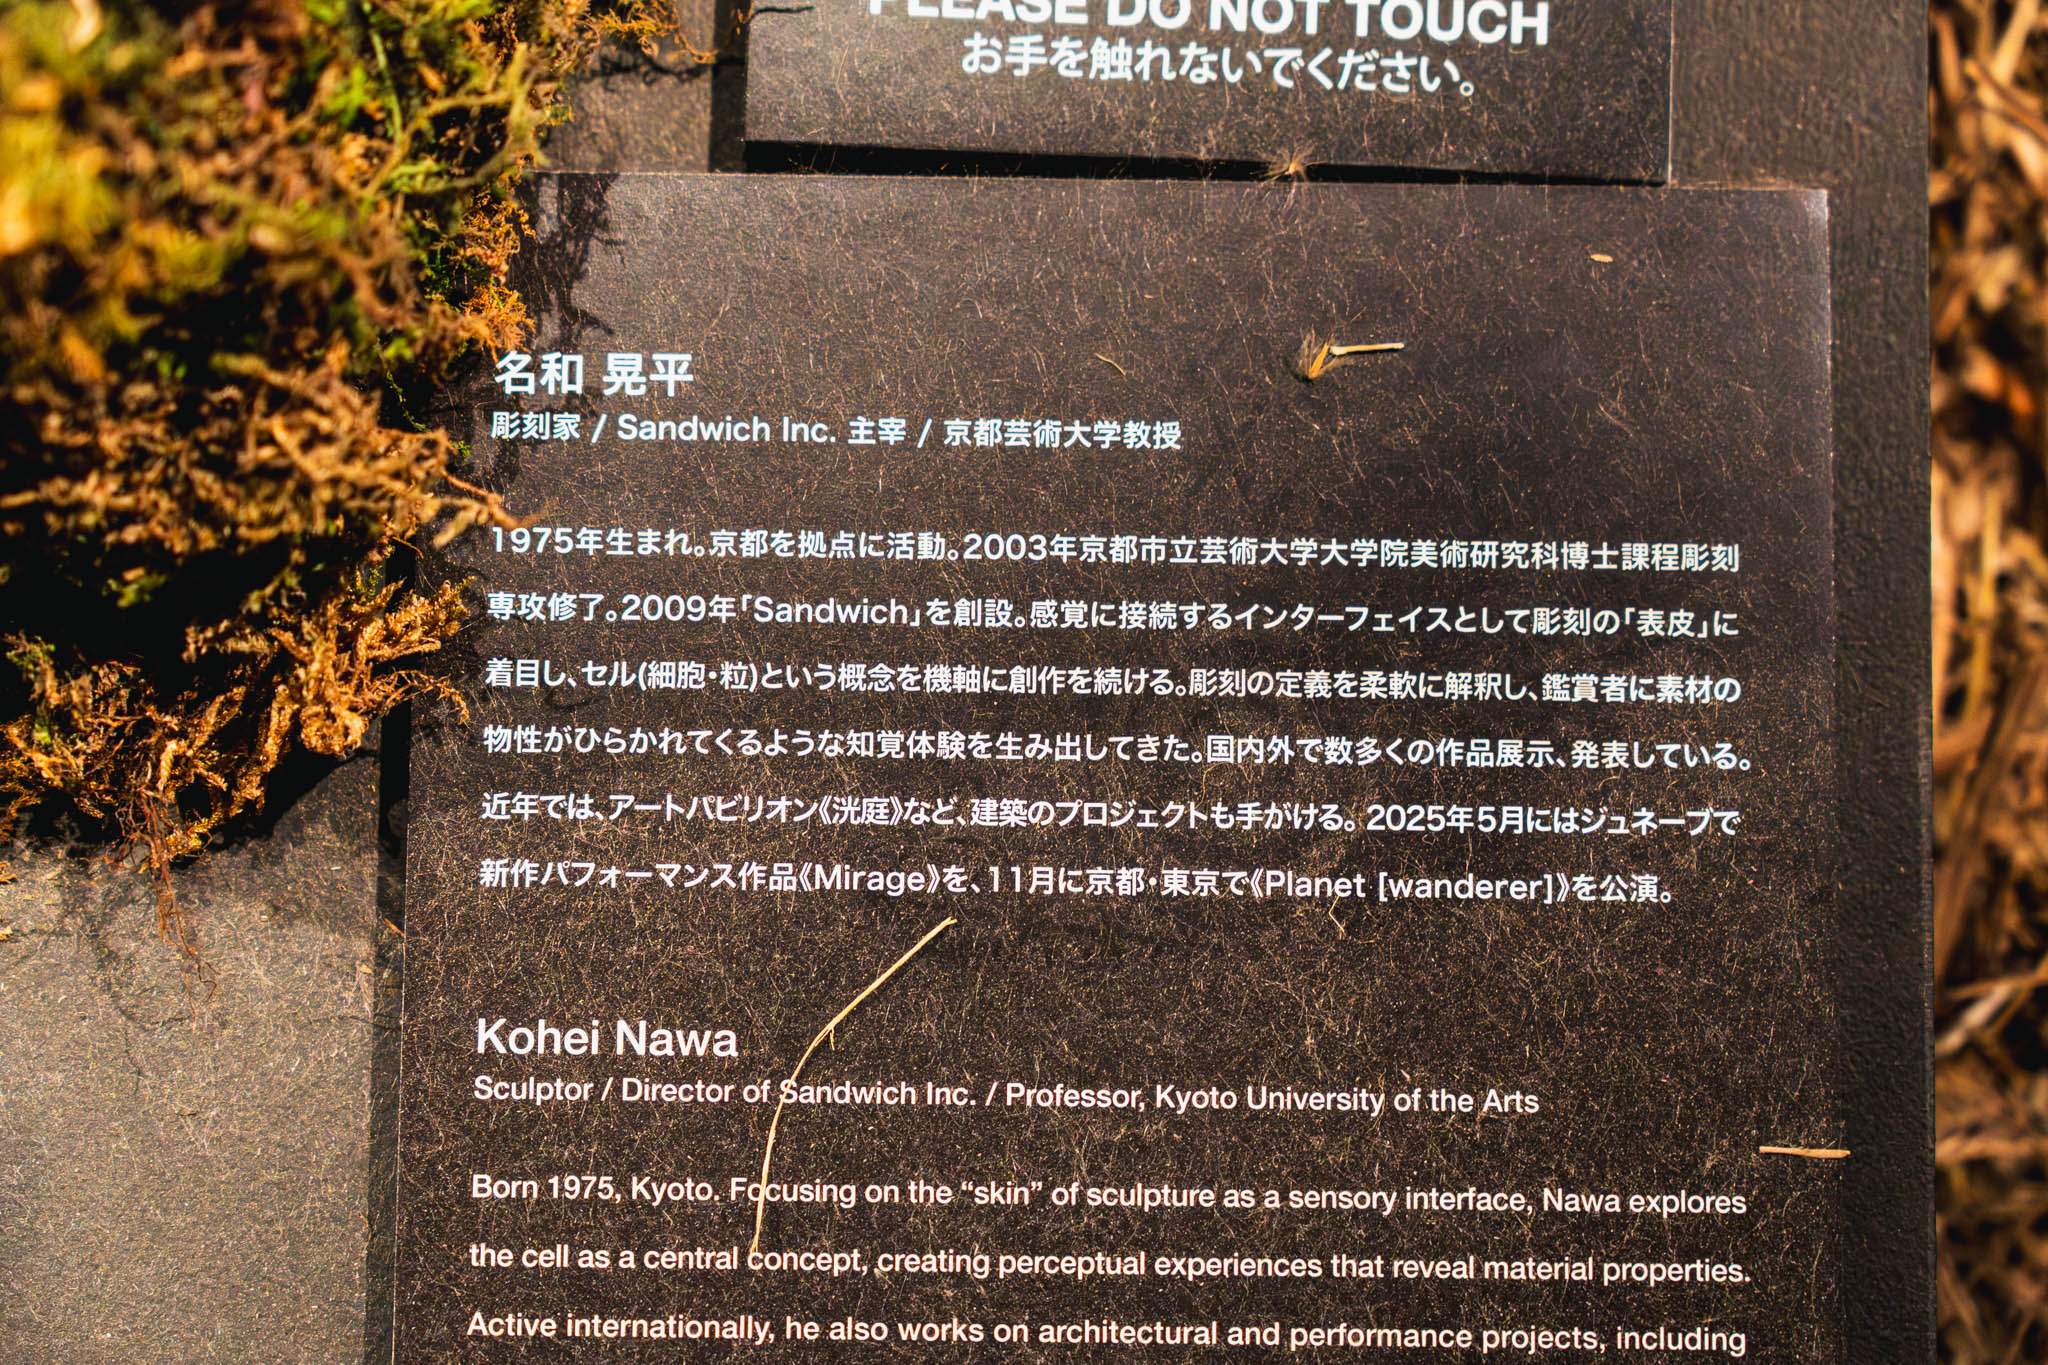 PLEASE DO NOT TOUCH
お手を触れないでください。
名和 晃平
彫刻家 / Sandwich Inc. 主宰 / 京都芸術大学教授
1975年生まれ。京都を拠点に活動。2003年京都市立芸術大学大学院美術研究科博士課程彫刻
専攻修了。2009年「Sandwich」を創設。感覚に接続するインターフェイスとして彫刻の「表皮」に
着目し、セル(細胞・粒)という概念を機軸に創作を続ける。彫刻の定義を柔軟に解釈し、鑑賞者に素材の
物性がひらかれてくるような知覚体験を生み出してきた。国内外で数多くの作品展示、発表している。
近年では、アートパビリオン《洸庭》など、建築のプロジェクトも手がける。2025年5月にはジュネーブで
新作パフォーマンス作品《Mirage》を、11月に京都・東京で《Planet [wanderer]》を公演。
Kohei Nawa
Sculptor / Director of Sandwich Inc. / Professor, Kyoto University of the Arts
Born 1975, Kyoto. Focusing on the “skin” of sculpture as a sensory interface, Nawa explores
the cell as a central concept, creating perceptual experiences that reveal material properties.
Active internationally, he also works on architectural and performance projects, including